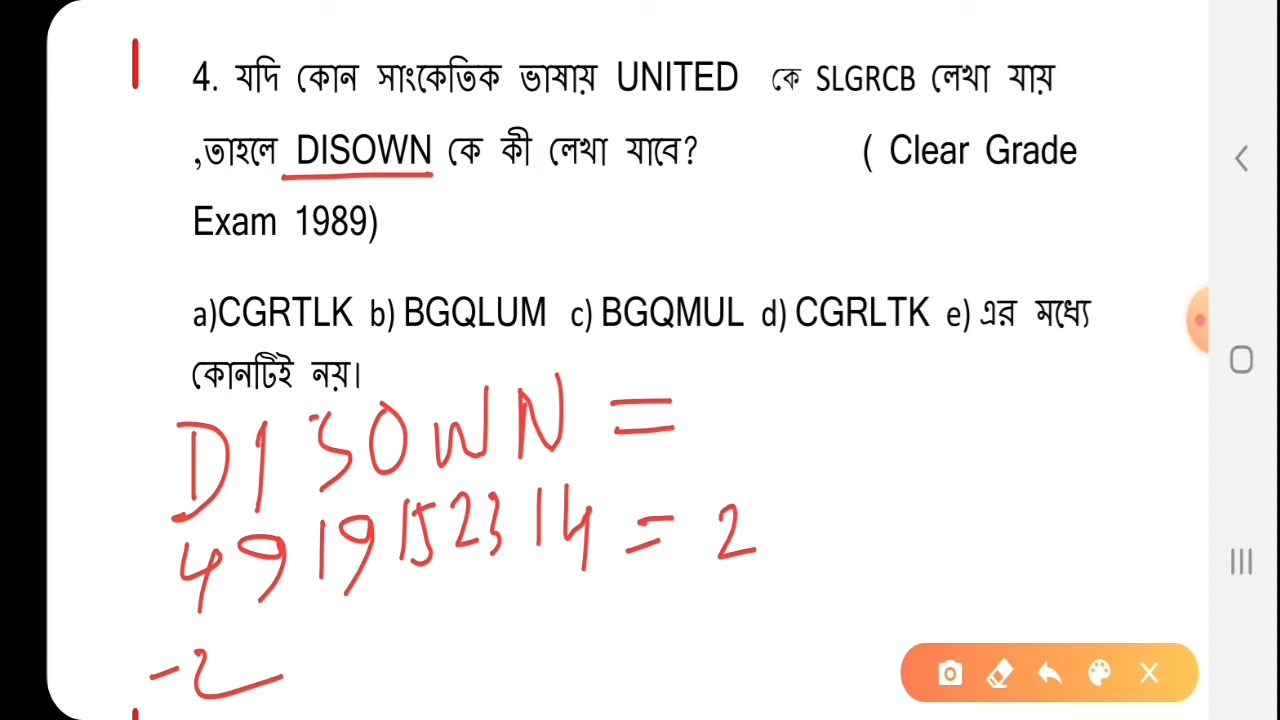 4. যদি কোন সাংকেতিক ভাষায় UNITED কে SLGRCB লেখা যায়
,তাহলে DISOWN কে কী লেখা যাবে? ( Clear Grade
Exam 1989)
a)CGRTLK b) BGQLUM c) BGQMUL d) CGRLTK e) এর মধ্যে
কোনটিই নয়।
DISOWN =
4 9 19 15 23 14 = 2
-2